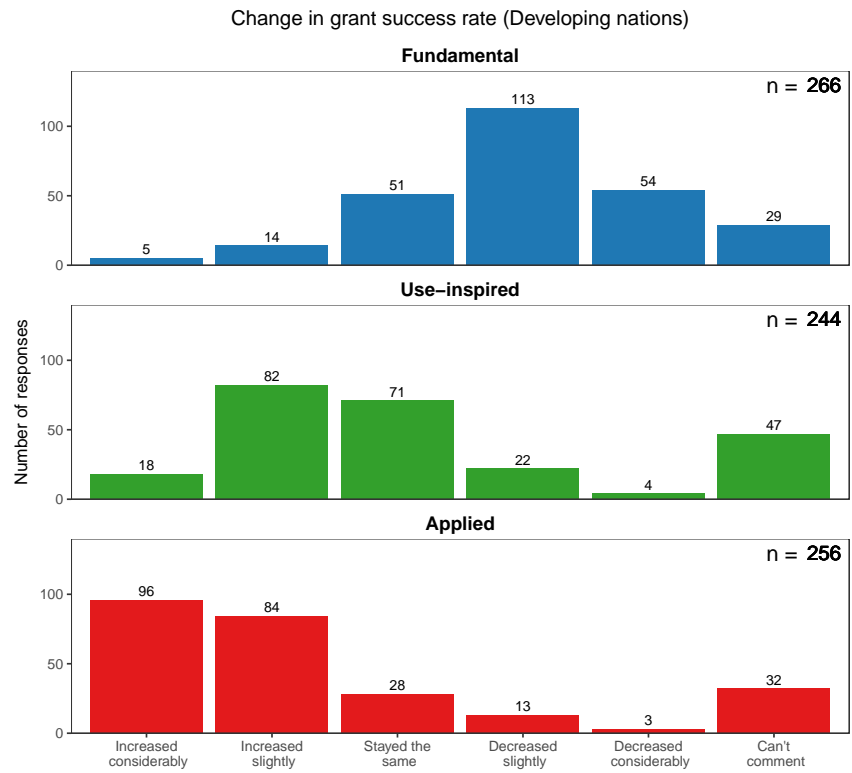 Change in grant success rate (Developing nations)
Fundamental
n = 266
113
100
51
54
50
29
14
5
0
Use−inspired
n = 244
100
82
71
50
47
18
22
4
0
Number of responses
Applied
n = 256
100
96
84
50
28
32
13
3
0
Increased considerably
Increased slightly
Stayed the same
Decreased slightly
Decreased considerably
Can't comment